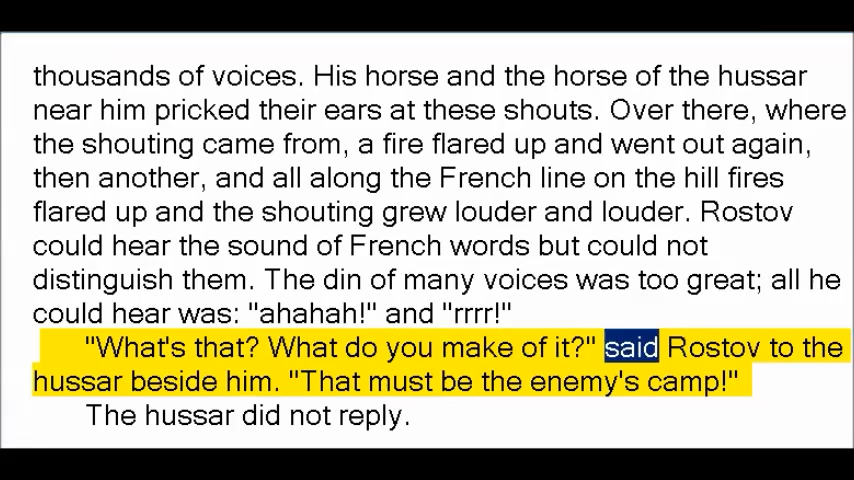 thousands of voices. His horse and the horse of the hussar
near him pricked their ears at these shouts. Over there, where
the shouting came from, a fire flared up and went out again,
then another, and all along the French line on the hill fires
flared up and the shouting grew louder and louder. Rostov
could hear the sound of French words but could not
distinguish them. The din of many voices was too great; all he
could hear was: "ahahah!" and "rrrr!"
"What's that? What do you make of it?" said Rostov to the
hussar beside him. "That must be the enemy's camp!"
The hussar did not reply.